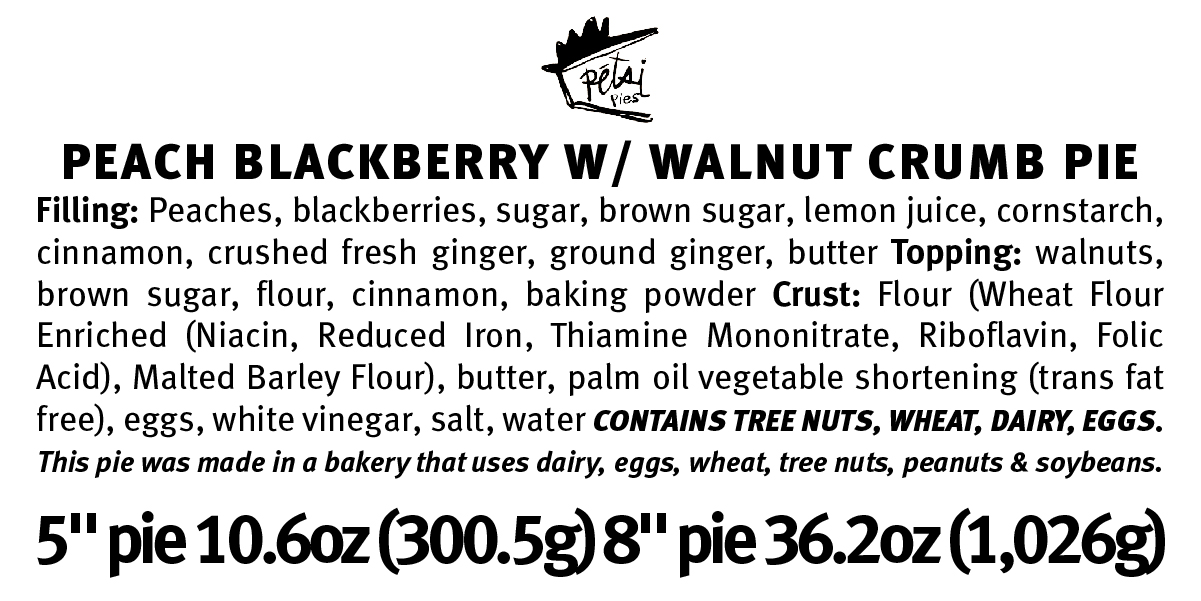 pétsi
Pies
PEACH BLACKBERRY W/ WALNUT CRUMB PIE
Filling: Peaches, blackberries, sugar, brown sugar, lemon juice, cornstarch,
cinnamon, crushed fresh ginger, ground ginger, butter Topping: walnuts,
brown sugar, flour, cinnamon, baking powder Crust: Flour (Wheat Flour
Enriched (Niacin, Reduced Iron, Thiamine Mononitrate, Riboflavin, Folic
Acid), Malted Barley Flour), butter, palm oil vegetable shortening (trans fat
free), eggs, white vinegar, salt, water CONTAINS TREE NUTS, WHEAT, DAIRY, EGGS.
This pie was made in a bakery that uses dairy, eggs, wheat, tree nuts, peanuts & soybeans.
5" pie 10.6oz (300.5g) 8" pie 36.2oz (1,026g)